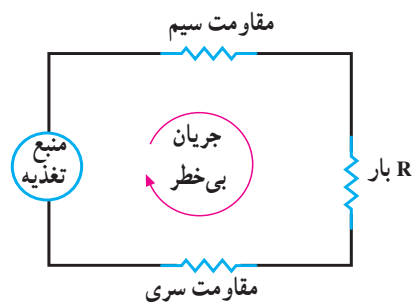 مقاومت سیم
منبع
تغذیه
جریان
بی‌خطر
بار R
مقاومت سری